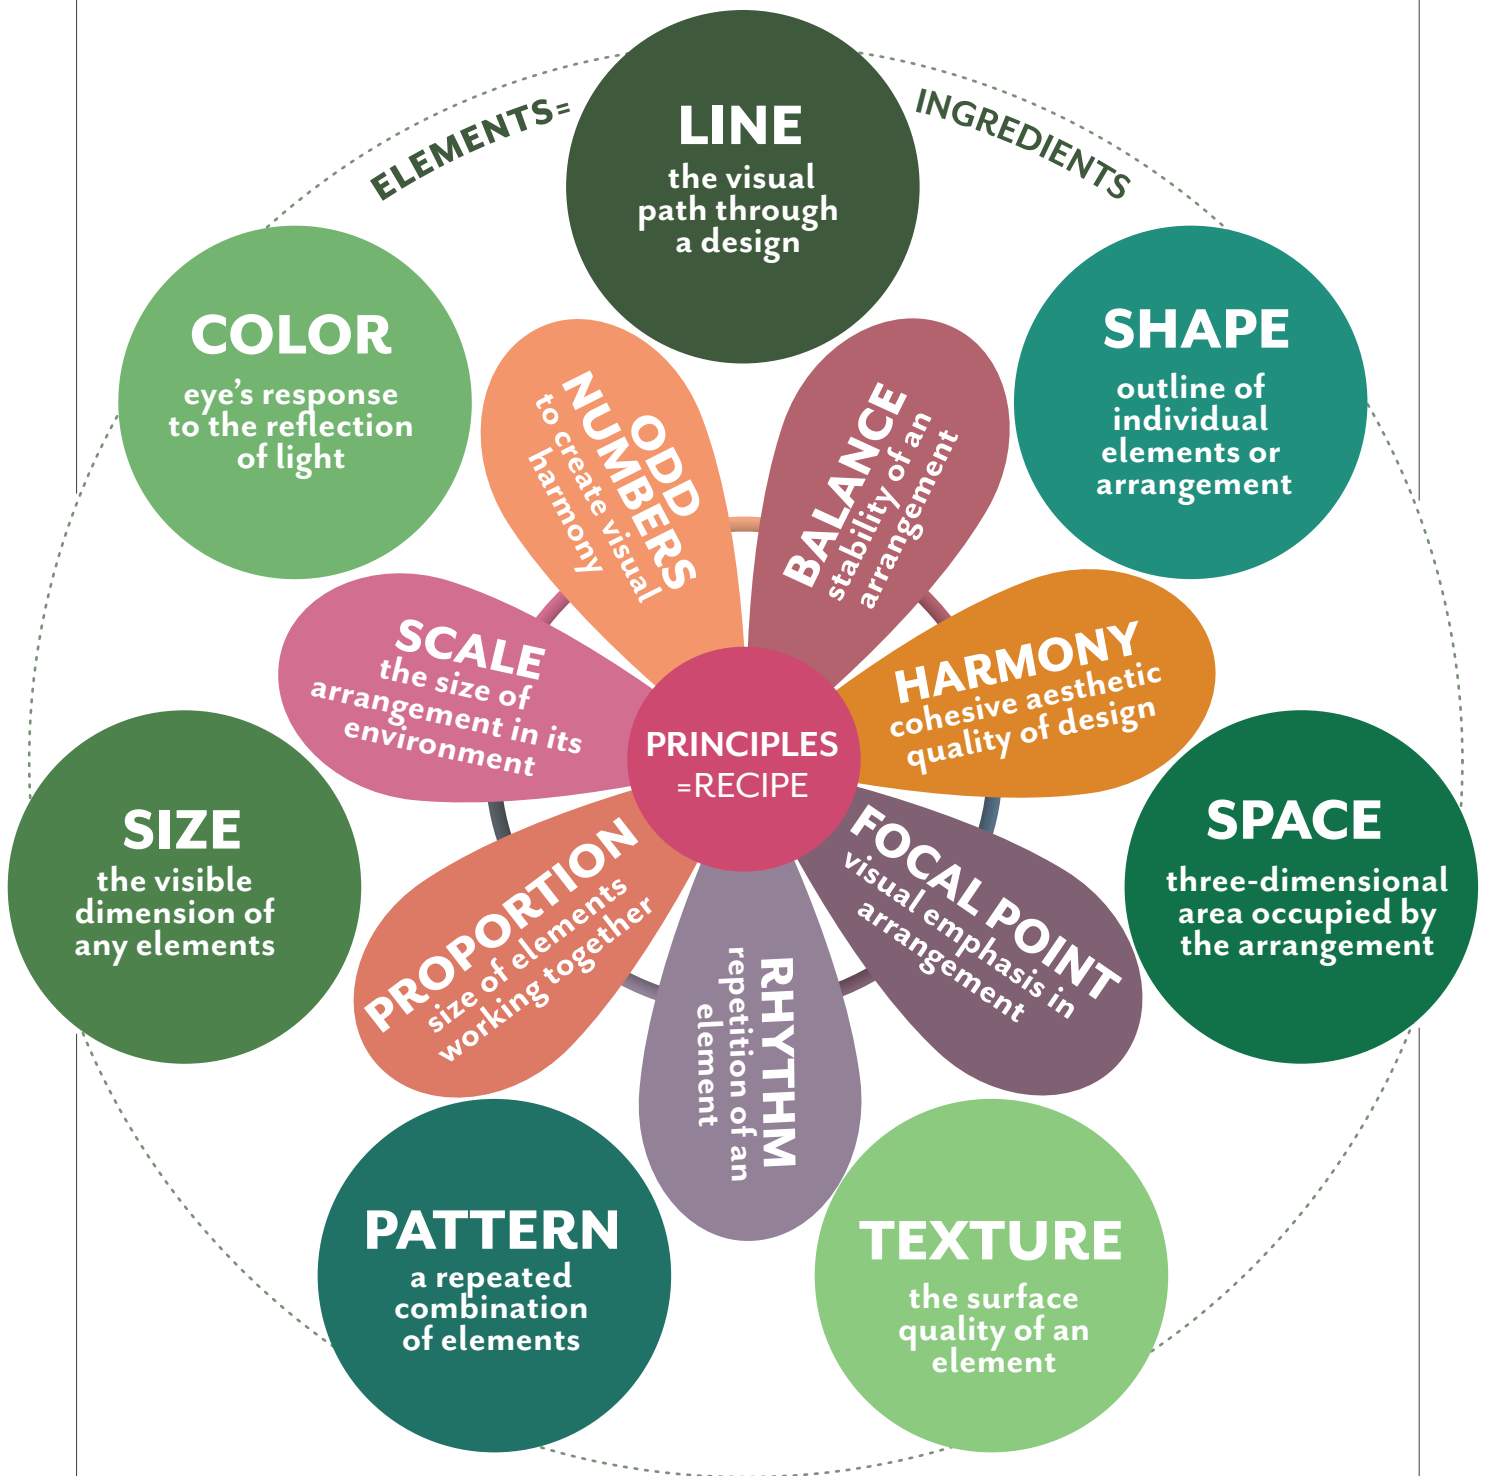 ELEMENTS=
INGREDIENTS
LINE
the visual
path through
a design
SHAPE
outline of
individual
elements or
arrangement
SPACE
three-dimensional
area occupied by
the arrangement
TEXTURE
the surface
quality of an
element
PATTERN
a repeated
combination
of elements
SIZE
the visible
dimension of
any elements
COLOR
eye’s response
to the reflection
of light
PRINCIPLES
=RECIPE
ODD
NUMBERS
to create visual
harmony
BALANCE
stability of an
arrangement
HARMONY
cohesive aesthetic
quality of design
FOCAL POINT
visual emphasis in
arrangement
RHYTHM
repetition of an
element
PROPORTION
size of elements
working together
SCALE
the size of
arrangement in its
environment